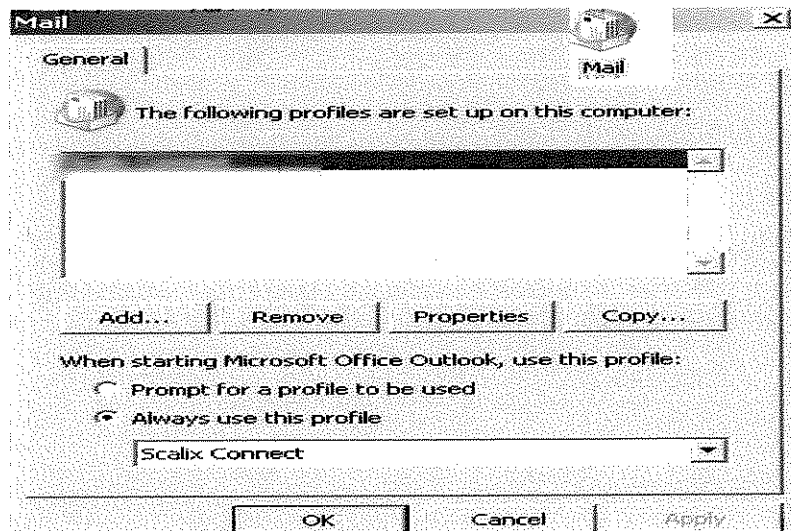 Mail
Mail
General
The following profiles are set up on this computer:
Add... Remove Properties Copy...
When starting Microsoft Office Outlook, use this profile:
Prompt for a profile to be used
Always use this profile
Scalix Connect
OK Cancel Apply